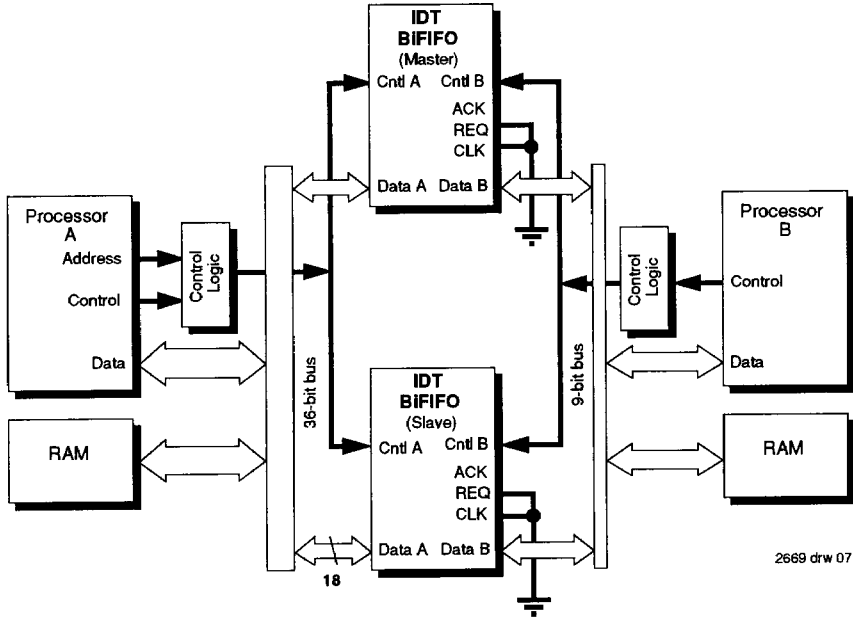 IDT
BiFIFO
(Master)
Cntl A
Cntl B
ACK
REQ
CLK
Data A
Data B
Processor
A
Address
Control
Data
Control
Logic
RAM
36-bit bus
9-bit bus
Control
Logic
Processor
B
Control
Data
RAM
IDT
BiFIFO
(Slave)
Cntl A
Cntl B
ACK
REQ
CLK
Data A
Data B
18
2669 drw 07